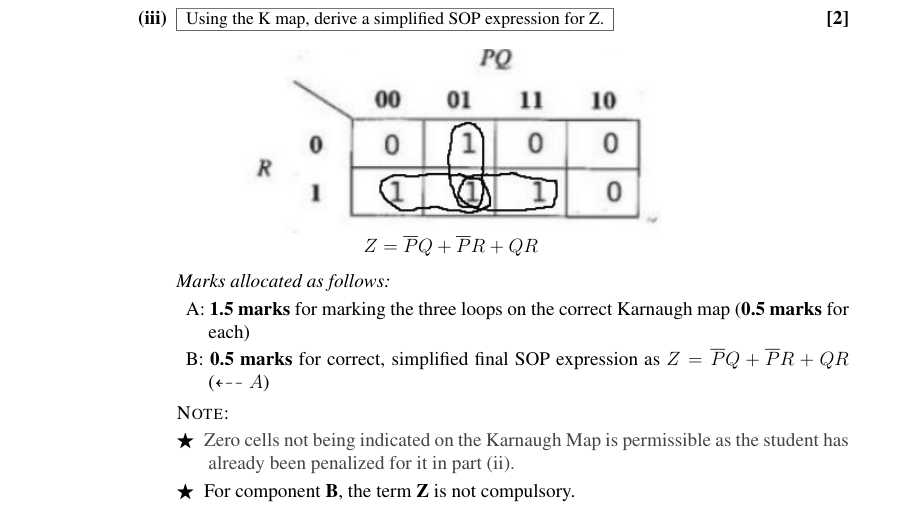 (iii) Using the K map, derive a simplified SOP expression for Z. [2]
PQ
00 01 11 10
0 0 1 0 0
R
1 1 1 1 0
Z = P̅Q + P̅R + QR
Marks allocated as follows:
A: 1.5 marks for marking the three loops on the correct Karnaugh map (0.5 marks for
each)
B: 0.5 marks for correct, simplified final SOP expression as Z = P̅Q + P̅R + QR
(⇠-- A)
NOTE:
★ Zero cells not being indicated on the Karnaugh Map is permissible as the student has
already been penalized for it in part (ii).
★ For component B, the term Z is not compulsory.